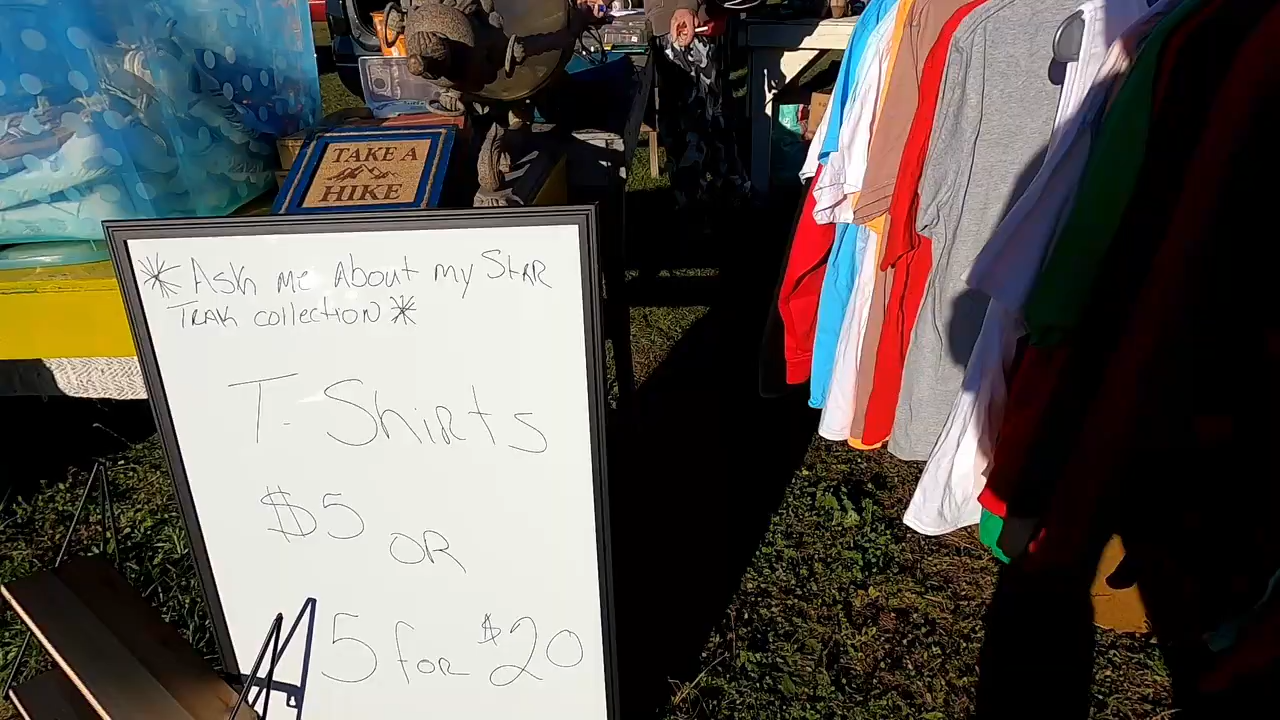 TAKE A
HIKE
*Ask me About my StAR
TRAK collection*
T-Shirts
$5
OR
5 for $20